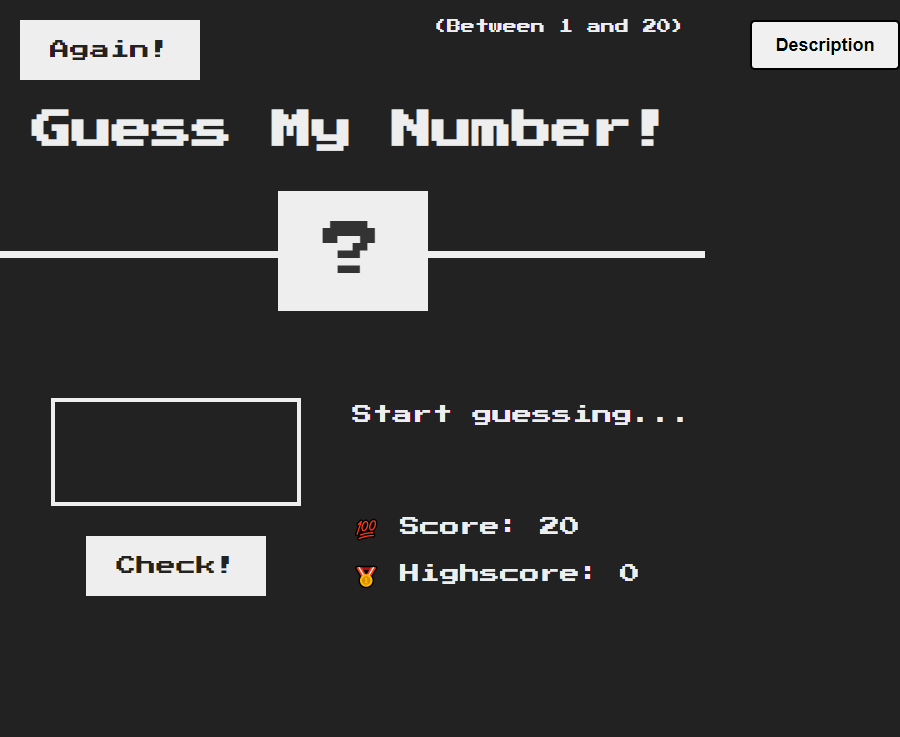 Again!
(Between 1 and 20)
Description
Guess My Number!
?
Start guessing...
💯 Score: 20
Check!
🥇 Highscore: 0